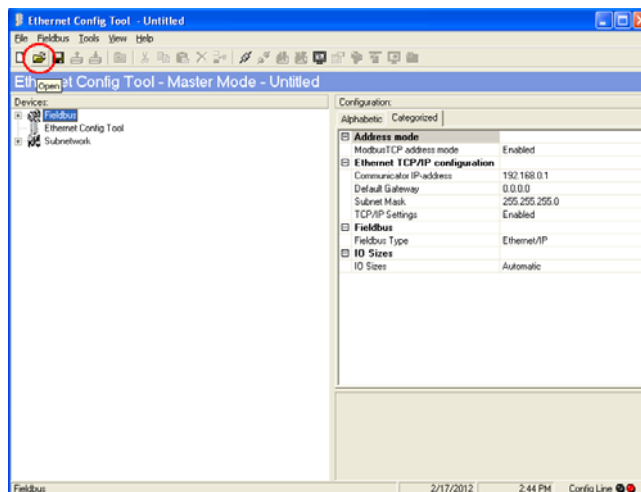 Ethernet Config Tool - Untitled
File Fieldbus Tools View Help
Ethernet Config Tool - Master Mode - Untitled
Open
Devices:
Fieldbus
Ethernet Config Tool
Subnetwork
Configuration:
Alphabetic Categorized
Address mode
ModbusTCP address mode Enabled
Ethernet TCP/IP configuration
Communicator IP-address 192.168.0.1
Default Gateway 0.0.0.0
Subnet Mask 255.255.255.0
TCP/IP Settings Enabled
Fieldbus
Fieldbus Type Ethernet/IP
IO Sizes
IO Sizes Automatic
Fieldbus 2/17/2012 2:44 PM Config Line